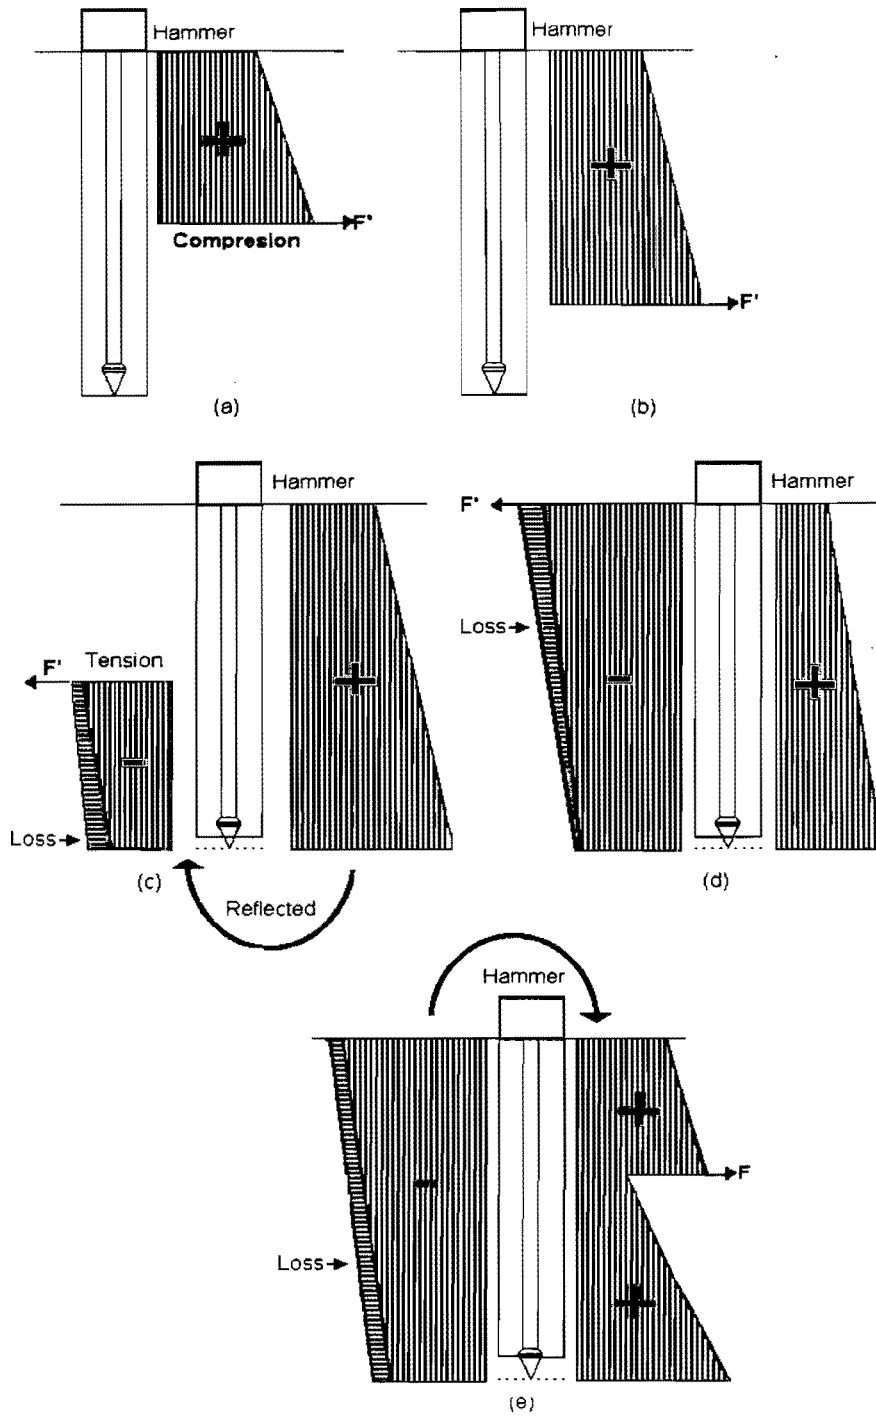 Hammer
Hammer
+
+
F'
Compresion
F'
(a)
(b)
Hammer
F'
Hammer
Loss
F'
Tension
+
-
+
-
Loss
(c)
(d)
Reflected
Hammer
+
F
-
Loss
+
(e)